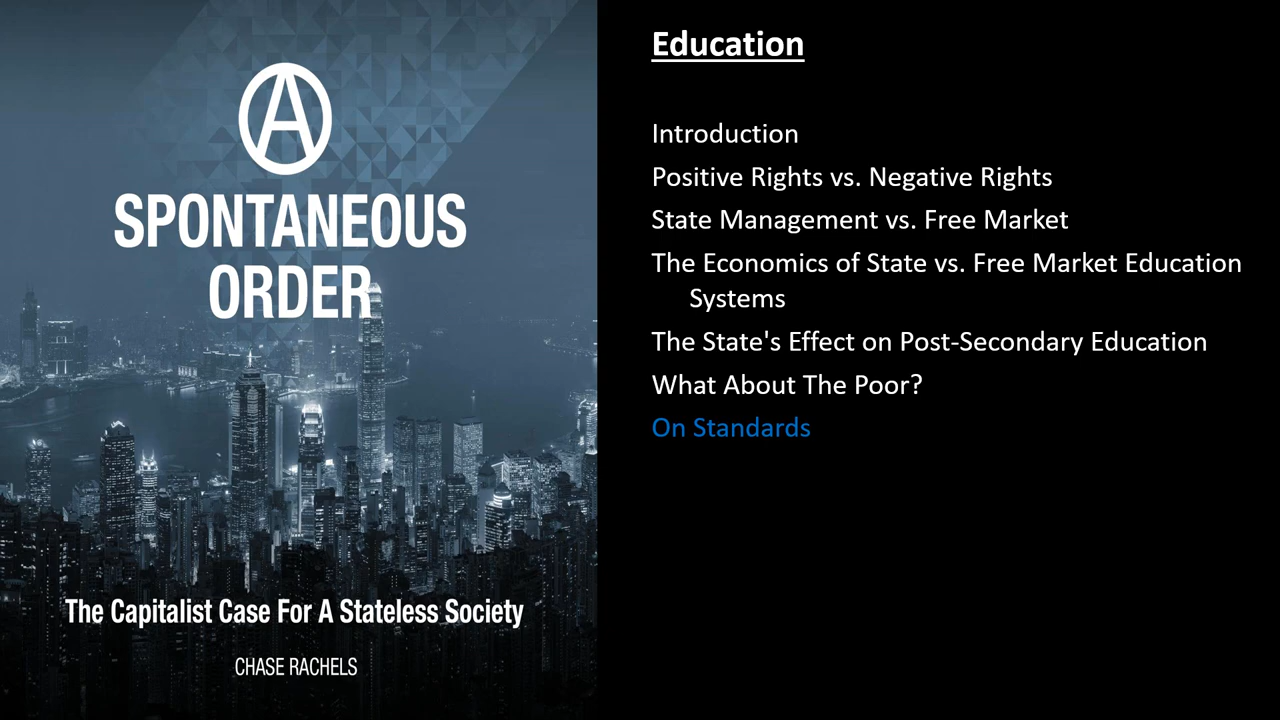 A
SPONTANEOUS
ORDER
The Capitalist Case For A Stateless Society
CHASE RACHELS
Education
Introduction
Positive Rights vs. Negative Rights
State Management vs. Free Market
The Economics of State vs. Free Market Education
Systems
The State's Effect on Post-Secondary Education
What About The Poor?
On Standards